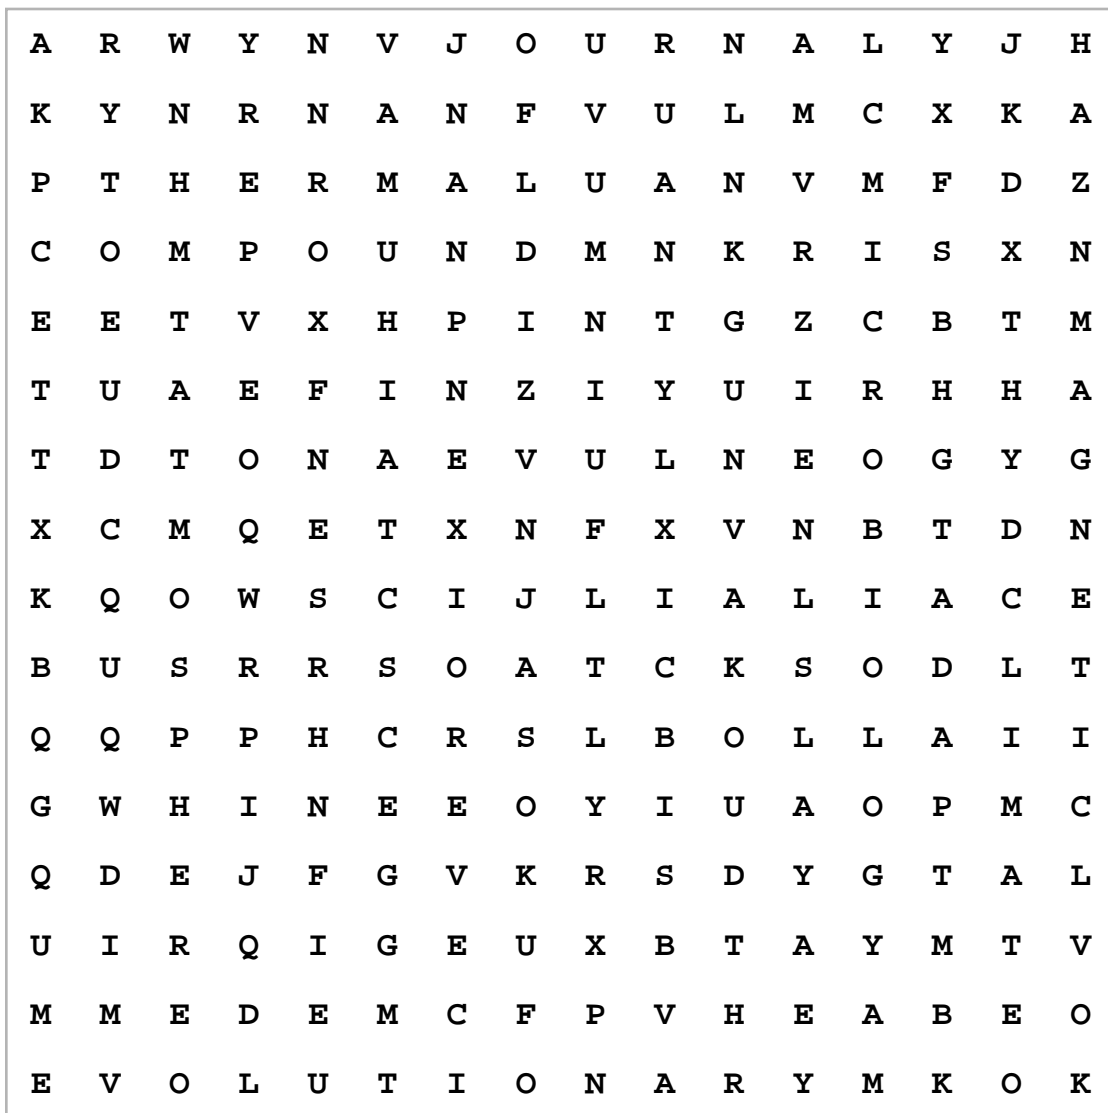 A R W Y N V J O U R N A L Y J H
K Y N R N A N F V U L M C X K A
P T H E R M A L U A N V M F D Z
C O M P O U N D M N K R I S X N
E E T V X H P I N T G Z C B T M
T U A E F I N Z I Y U I R H H A
T D T O N A E V U L N E O G Y G
X C M Q E T X N F X V N B T D N
K Q O W S C I J L I A L I A C E
B U S R R S O A T C K S O D L T
Q Q P P H C R S L B O L L A I I
G W H I N E E O Y I U A O P M C
Q D E J F G V K R S D Y G T A L
U I R Q I G E U X B T A Y M T V
M M E D E M C F P V H E A B E O
E V O L U T I O N A R Y M K O K